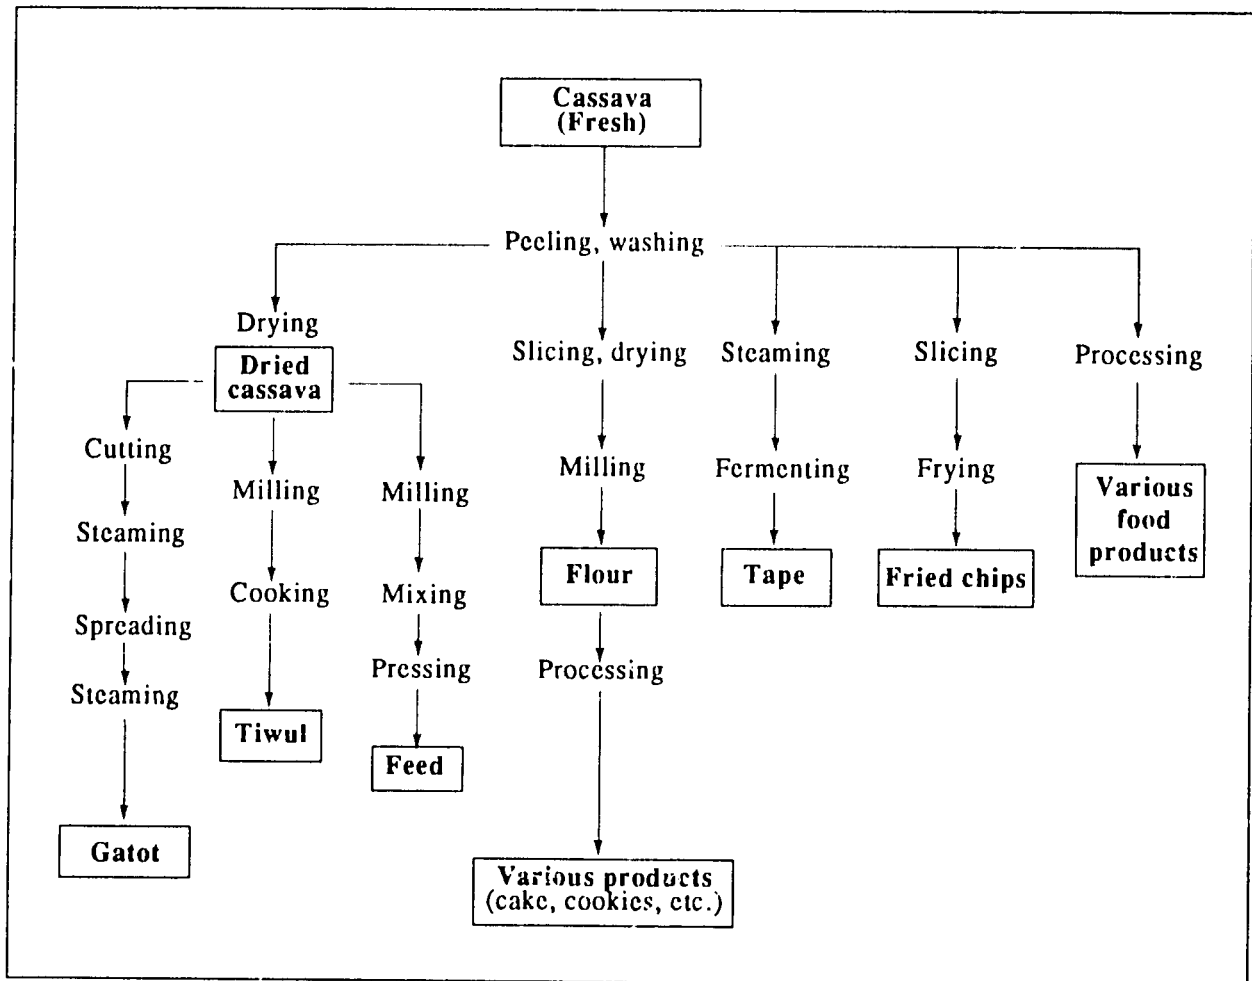 Cassava
(Fresh)
Peeling, washing
Drying
Slicing, drying
Steaming
Slicing
Processing
Dried
cassava
Cutting
Milling
Milling
Milling
Fermenting
Frying
Various
food
products
Steaming
Cooking
Mixing
Flour
Tape
Fried chips
Spreading
Pressing
Processing
Steaming
Tiwul
Feed
Gatot
Various products
(cake, cookies, etc.)